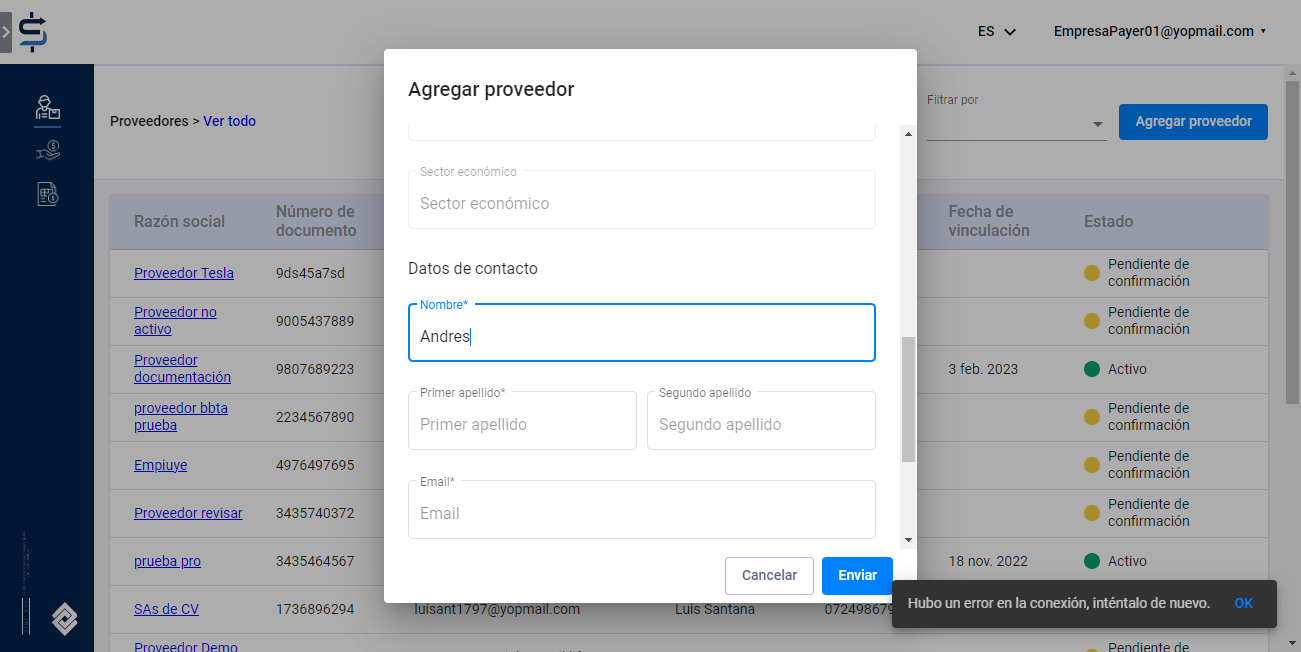 ES
EmpresaPayer01@yopmail.com
Proveedores > Ver todo
Filtrar por
Agregar proveedor
Agregar proveedor
Sector económico
Sector económico
Datos de contacto
Nombre*
Andres
Primer apellido*
Primer apellido
Segundo apellido
Segundo apellido
Email*
Email
Cancelar
Enviar
Razón social
Número de
documento
Fecha de
vinculación
Estado
Proveedor Tesla
9ds45a7sd
Pendiente de
confirmación
Proveedor no
activo
9005437889
Pendiente de
confirmación
Proveedor
documentación
9807689223
3 feb. 2023
Activo
proveedor bbta
prueba
2234567890
Pendiente de
confirmación
Empiuye
4976497695
Pendiente de
confirmación
Proveedor revisar
3435740372
Pendiente de
confirmación
prueba pro
3435464567
18 nov. 2022
Activo
SAs de CV
1736896294
luisant1797@yopmail.com
Luis Santana
072498679
Hubo un error en la conexión, inténtalo de nuevo.
OK
Proveedor Demo
Pendiente de